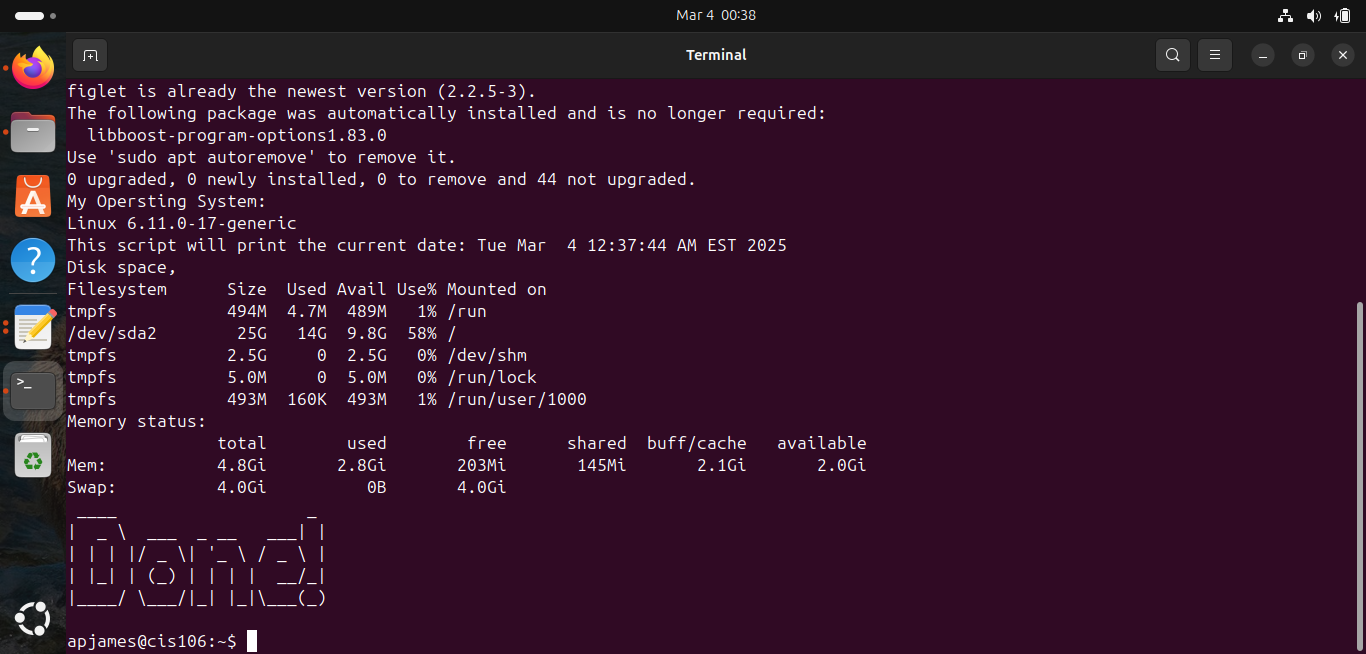 Mar 4 00:38
Terminal
figlet is already the newest version (2.2.5-3).
The following package was automatically installed and is no longer required:
  libboost-program-options1.83.0
Use 'sudo apt autoremove' to remove it.
0 upgraded, 0 newly installed, 0 to remove and 44 not upgraded.
My Opersting System:
Linux 6.11.0-17-generic
This script will print the current date: Tue Mar  4 12:37:44 AM EST 2025
Disk space,
Filesystem      Size  Used Avail Use% Mounted on
tmpfs           494M  4.7M  489M   1% /run
/dev/sda2        25G   14G  9.8G  58% /
tmpfs           2.5G     0  2.5G   0% /dev/shm
tmpfs           5.0M     0  5.0M   0% /run/lock
tmpfs           493M  160K  493M   1% /run/user/1000
Memory status:
               total        used        free      shared  buff/cache   available
Mem:           4.8Gi       2.8Gi       203Mi       145Mi       2.1Gi       2.0Gi
Swap:          4.0Gi          0B       4.0Gi
Done!
apjames@cis106:~$